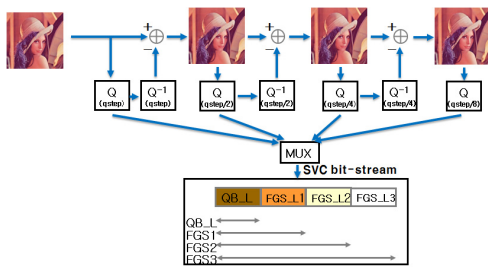 + + +
− − −
Q Q⁻¹ Q Q⁻¹ Q Q⁻¹ Q
(qstep) (qstep) (qstep/2) (qstep/2) (qstep/4) (qstep/4) (qstep/8)
MUX
SVC bit-stream
QB_L FGS_L1 FGS_L2 FGS_L3
QB_L
FGS1
FGS2
FGS3